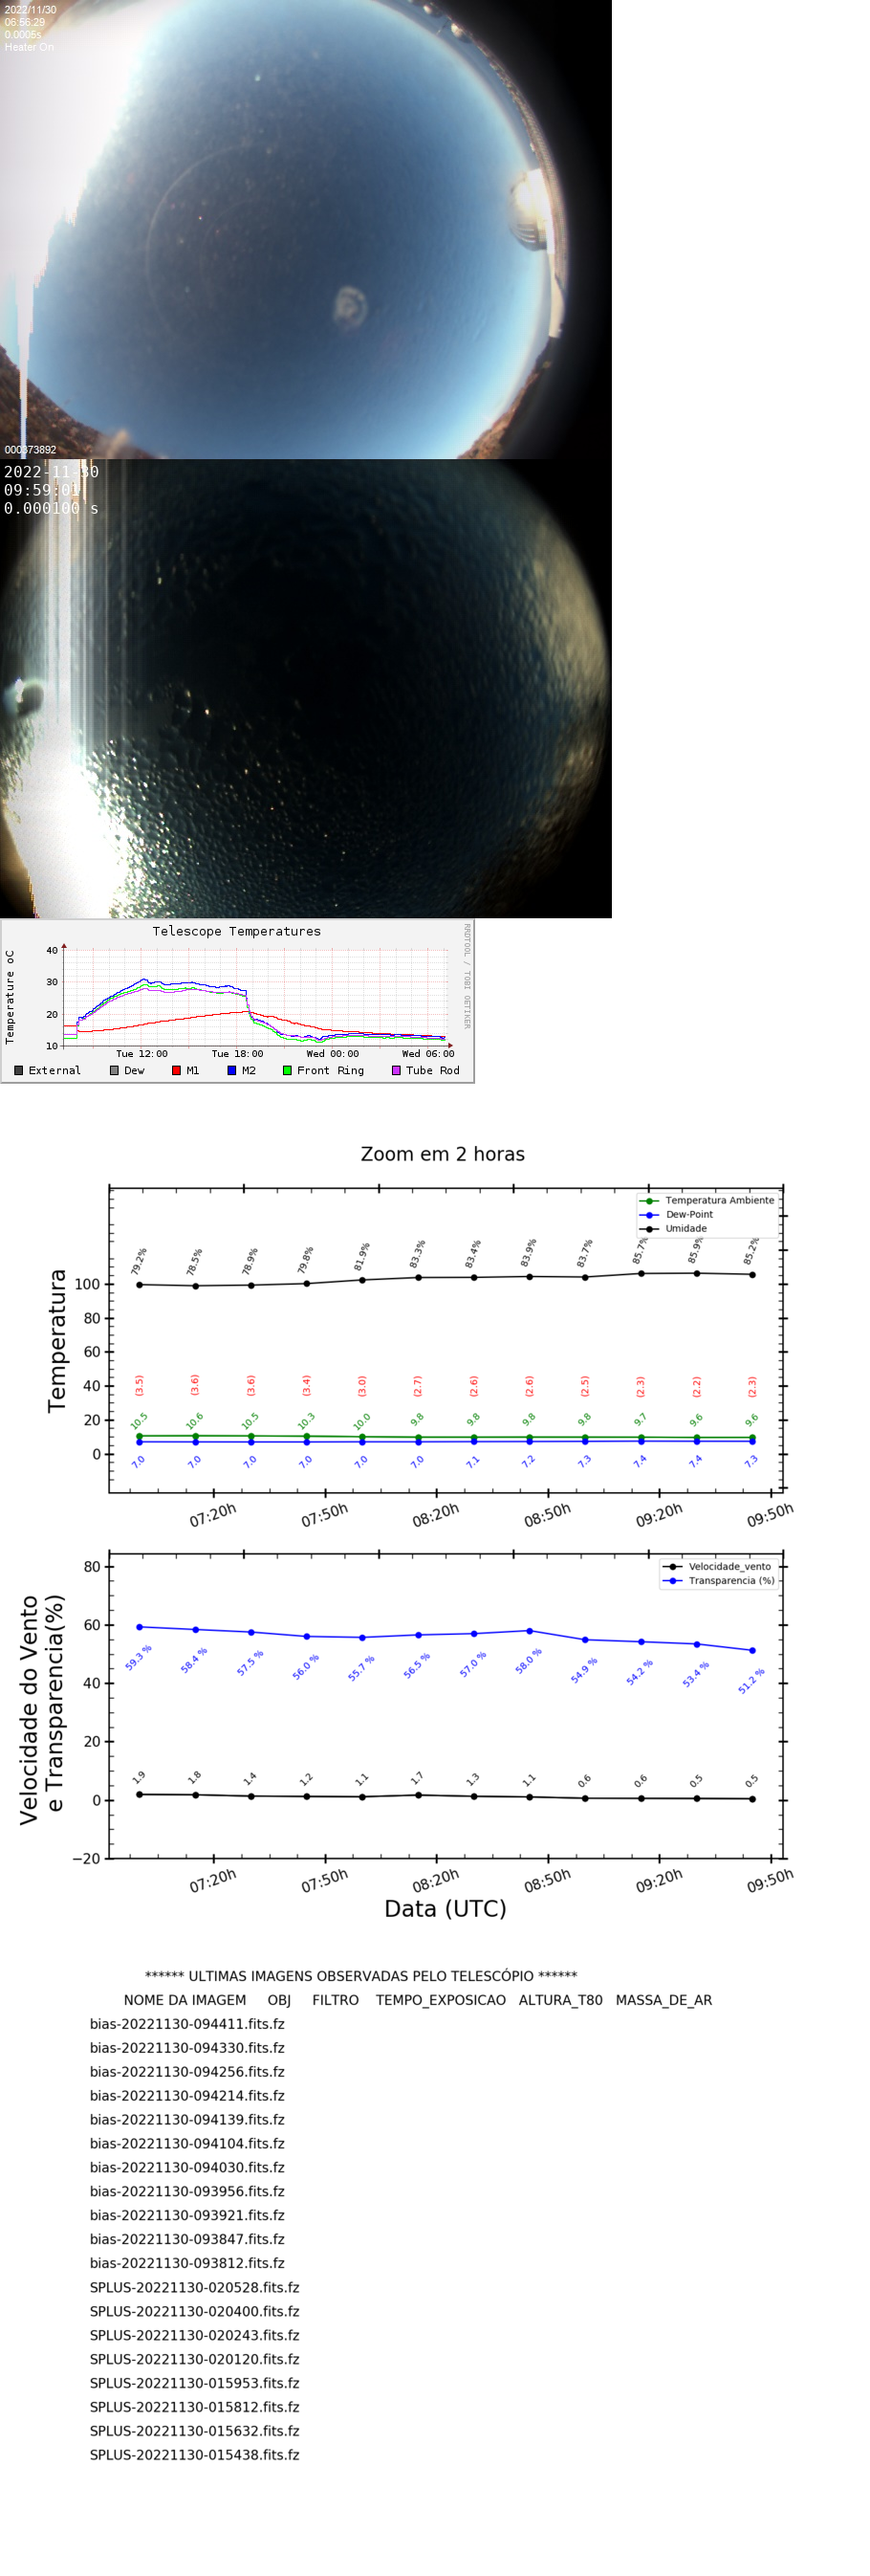 2022/11/30
06:56:29
0.0005s
Heater On
000373892
2022-11-30
09:59:01
0.000100 s
Telescope Temperatures
RRDTOOL / TOBI OETIKER
Temperature oC
40
30
20
10
Tue 12:00 Tue 18:00 Wed 00:00 Wed 06:00
External Dew M1 M2 Front Ring Tube Rod
Zoom em 2 horas
Temperatura Ambiente
Dew-Point
Umidade
79.2% 78.5% 78.9% 79.8% 81.9% 83.3% 83.4% 83.9% 83.7% 85.7% 85.9% 85.2%
Temperatura
100
80
60
40
20
0
(3.5) (3.6) (3.6) (3.4) (3.0) (2.7) (2.6) (2.6) (2.5) (2.3) (2.2) (2.3)
10.5 10.6 10.5 10.3 10.0 9.8 9.8 9.8 9.8 9.7 9.6 9.6
7.0 7.0 7.0 7.0 7.0 7.0 7.1 7.2 7.3 7.4 7.4 7.3
07:20h 07:50h 08:20h 08:50h 09:20h 09:50h
Velocidade_vento
Transparencia (%)
Velocidade do Vento
e Transparencia(%)
80
60
40
20
0
−20
59.3 % 58.4 % 57.5 % 56.0 % 55.7 % 56.5 % 57.0 % 58.0 % 54.9 % 54.2 % 53.4 % 51.2 %
1.9 1.8 1.4 1.2 1.1 1.7 1.3 1.1 0.6 0.6 0.5 0.5
07:20h 07:50h 08:20h 08:50h 09:20h 09:50h
Data (UTC)
****** ULTIMAS IMAGENS OBSERVADAS PELO TELESCÓPIO ******
NOME DA IMAGEM OBJ FILTRO TEMPO_EXPOSICAO ALTURA_T80 MASSA_DE_AR
bias-20221130-094411.fits.fz
bias-20221130-094330.fits.fz
bias-20221130-094256.fits.fz
bias-20221130-094214.fits.fz
bias-20221130-094139.fits.fz
bias-20221130-094104.fits.fz
bias-20221130-094030.fits.fz
bias-20221130-093956.fits.fz
bias-20221130-093921.fits.fz
bias-20221130-093847.fits.fz
bias-20221130-093812.fits.fz
SPLUS-20221130-020528.fits.fz
SPLUS-20221130-020400.fits.fz
SPLUS-20221130-020243.fits.fz
SPLUS-20221130-020120.fits.fz
SPLUS-20221130-015953.fits.fz
SPLUS-20221130-015812.fits.fz
SPLUS-20221130-015632.fits.fz
SPLUS-20221130-015438.fits.fz